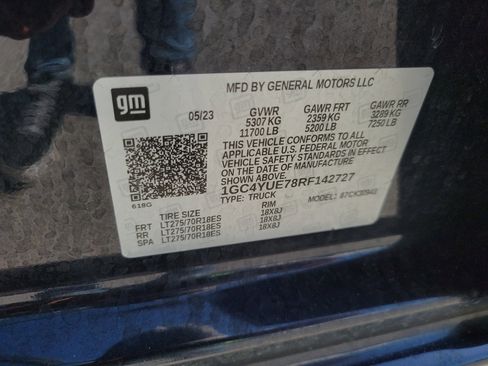 gm
MFD BY GENERAL MOTORS LLC
05/23 GVWR GAWR FRT GAWR RR
5307 KG 2359 KG 3289 KG
11700 LB 5200 LB 7250 LB
THIS VEHICLE CONFORMS TO ALL
APPLICABLE U.S. FEDERAL MOTOR VEHICLE
SAFETY STANDARDS IN EFFECT ON THE
DATE OF MANUFACTURE
SHOWN ABOVE.
1GC4YUE78RF142727
TYPE: TRUCK MODEL:
618G
TIRE SIZE RIM
FRT LT275/70R18ES 18X8J
RR LT275/70R18ES 18X8J
SPA LT275/70R18ES 18X8J